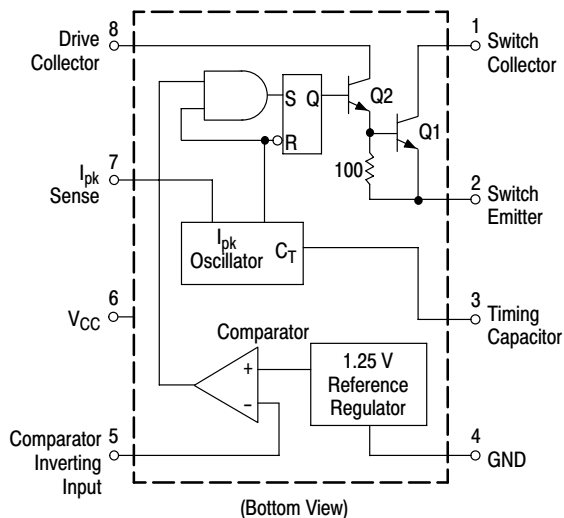 8
Drive
Collector
1
Switch
Collector
S Q
R
Q2
Q1
100
7
Ipk
Sense
2
Switch
Emitter
Ipk
Oscillator
CT
6
VCC
3
Timing
Capacitor
Comparator
+
–
1.25 V
Reference
Regulator
5
Comparator
Inverting
Input
4
GND
(Bottom View)